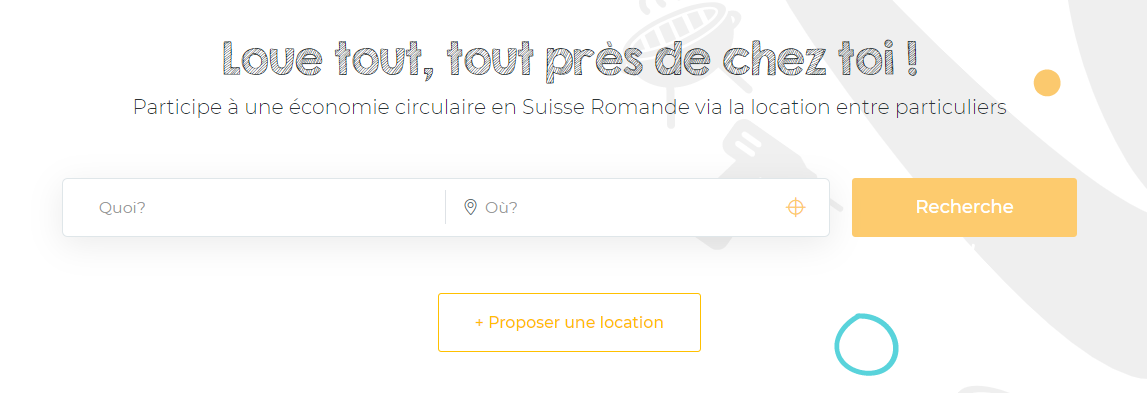 Loue tout, tout près de chez toi !
Participe à une économie circulaire en Suisse Romande via la location entre particuliers
Quoi?
Où?
Recherche
+ Proposer une location